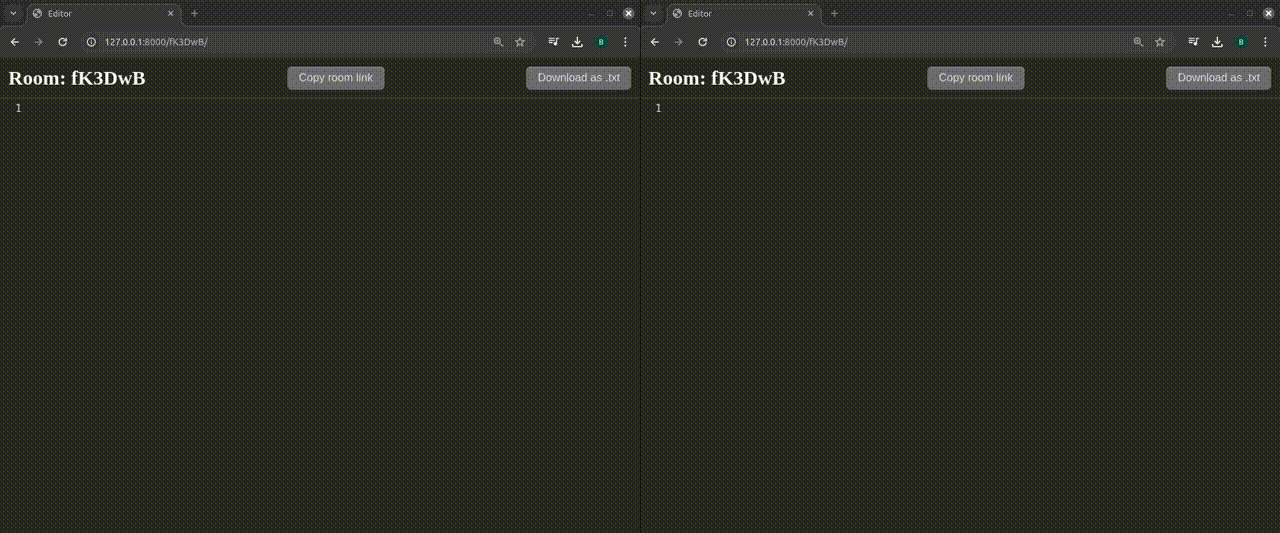 Editor
127.0.0.1:8000/fK3DwB/
B
Room: fK3DwB
Copy room link
Download as .txt
1
Editor
127.0.0.1:8000/fK3DwB/
B
Room: fK3DwB
Copy room link
Download as .txt
1